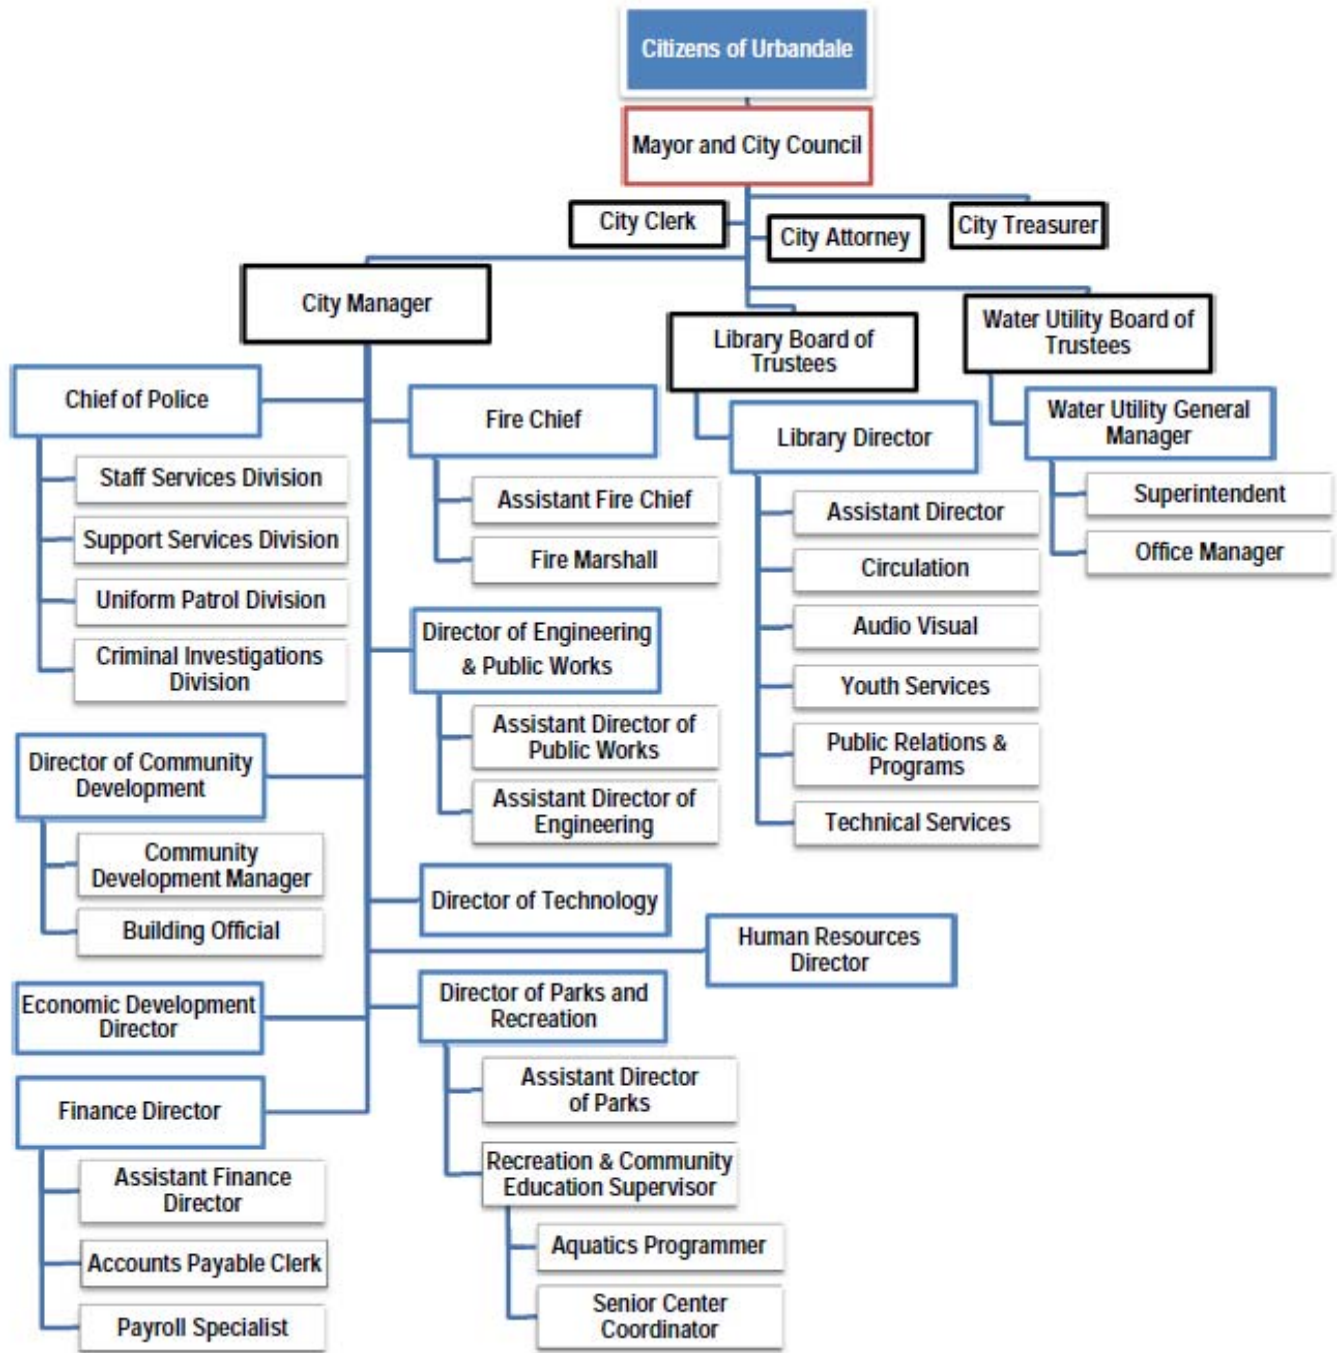 Citizens of Urbandale
Mayor and City Council
City Clerk
City Attorney
City Treasurer
City Manager
Library Board of
Trustees
Water Utility Board of
Trustees
Chief of Police
Staff Services Division
Support Services Division
Uniform Patrol Division
Criminal Investigations
Division
Director of Community
Development
Community
Development Manager
Building Official
Economic Development
Director
Finance Director
Assistant Finance
Director
Accounts Payable Clerk
Payroll Specialist
Fire Chief
Assistant Fire Chief
Fire Marshall
Director of Engineering
& Public Works
Assistant Director of
Public Works
Assistant Director of
Engineering
Director of Technology
Human Resources
Director
Director of Parks and
Recreation
Assistant Director
of Parks
Recreation & Community
Education Supervisor
Aquatics Programmer
Senior Center
Coordinator
Library Director
Assistant Director
Circulation
Audio Visual
Youth Services
Public Relations &
Programs
Technical Services
Water Utility General
Manager
Superintendent
Office Manager